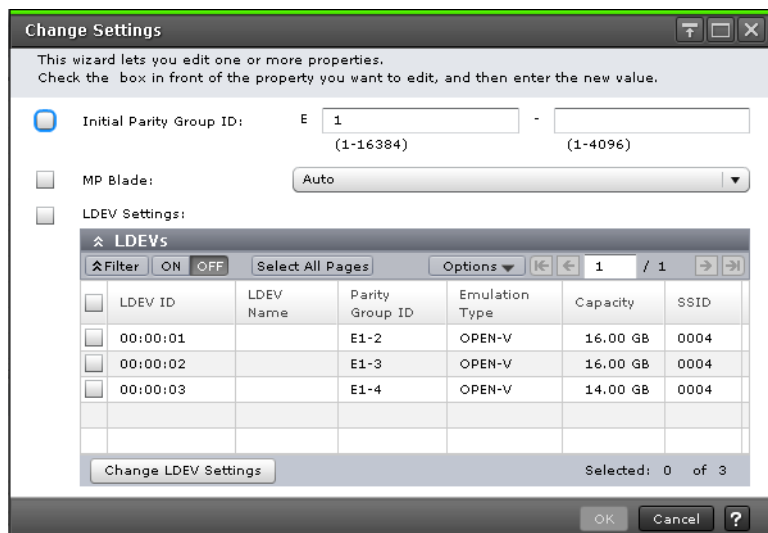 Change Settings
This wizard lets you edit one or more properties.
Check the box in front of the property you want to edit, and then enter the new value.
Initial Parity Group ID: E 1 -
(1-16384) (1-4096)
MP Blade: Auto
LDEV Settings:
LDEVs
Filter ON OFF Select All Pages Options 1 / 1
LDEV ID LDEV Name Parity Group ID Emulation Type Capacity SSID
00:00:01 E1-2 OPEN-V 16.00 GB 0004
00:00:02 E1-3 OPEN-V 16.00 GB 0004
00:00:03 E1-4 OPEN-V 14.00 GB 0004
Change LDEV Settings Selected: 0 of 3
OK Cancel ?